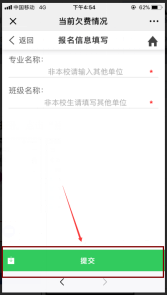 中国移动 4G 下午4:54
当前欠费情况
返回 报名信息填写
专业名称:
非本校请输入其他单位 *
班级名称:
非本校生请填写其他单位 *
提交